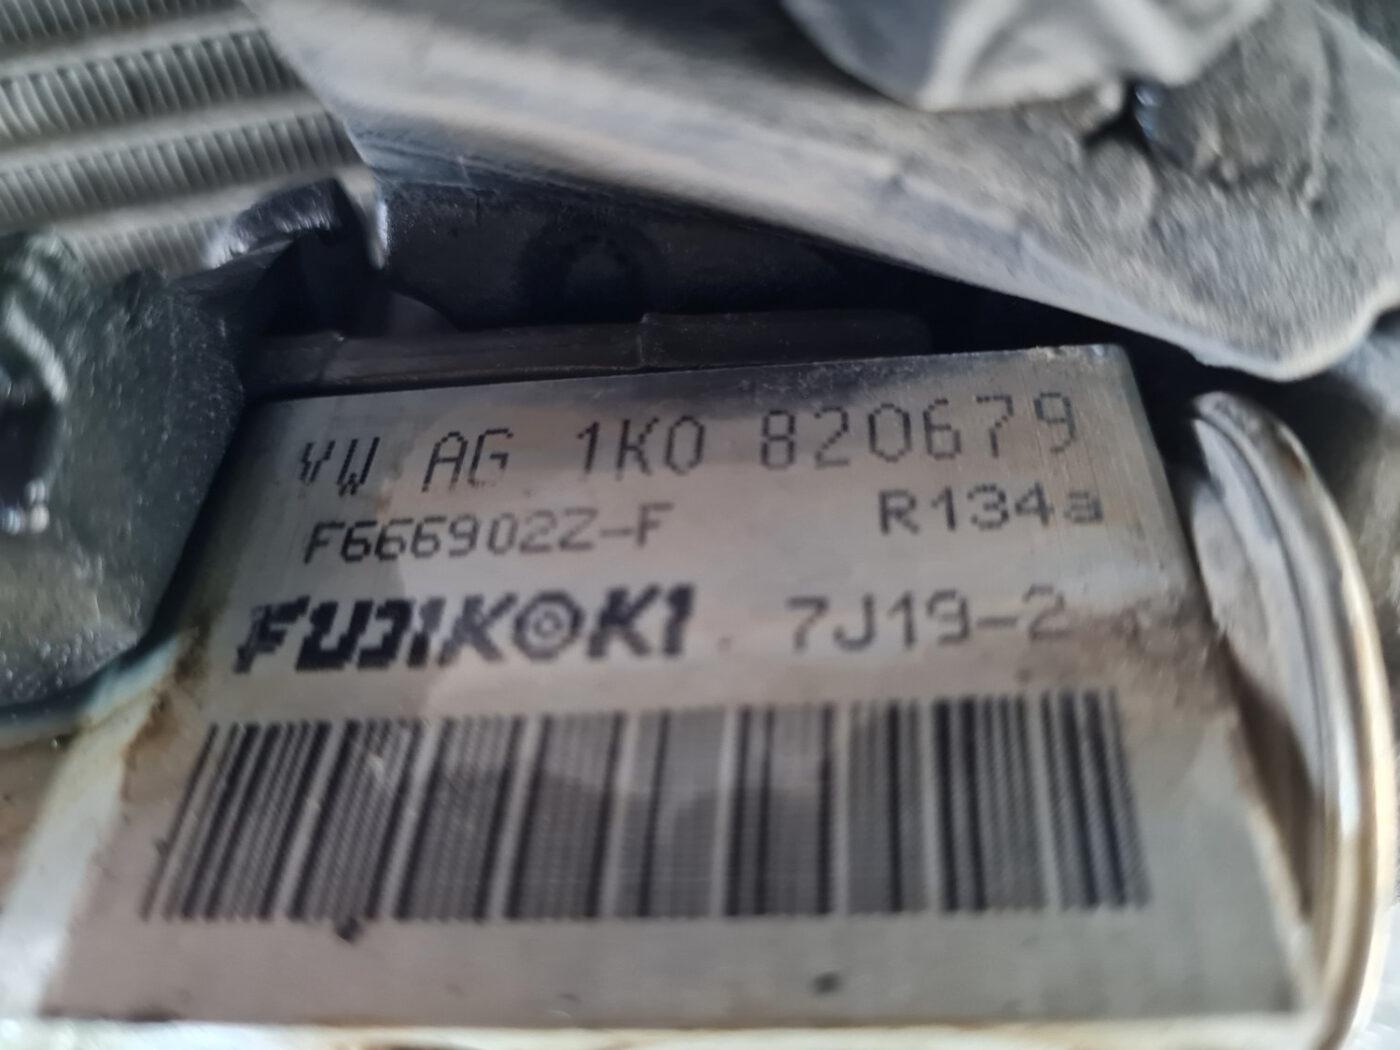 VW AG 1K0 820679
F666902Z-F R134a
FUJIKOKI 7J19-2